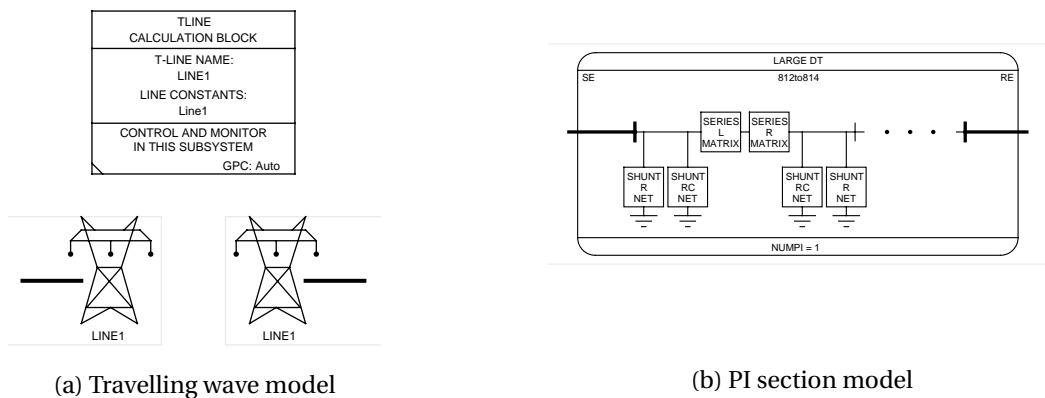 TLINE
CALCULATION BLOCK
T-LINE NAME:
LINE1
LINE CONSTANTS:
Line1
CONTROL AND MONITOR
IN THIS SUBSYSTEM
GPC: Auto
LINE1
LINE1
(a) Travelling wave model
LARGE DT
SE
812to814
RE
SERIES
L
MATRIX
SERIES
R
MATRIX
SHUNT
R
NET
SHUNT
RC
NET
SHUNT
RC
NET
SHUNT
R
NET
NUMPI = 1
(b) PI section model